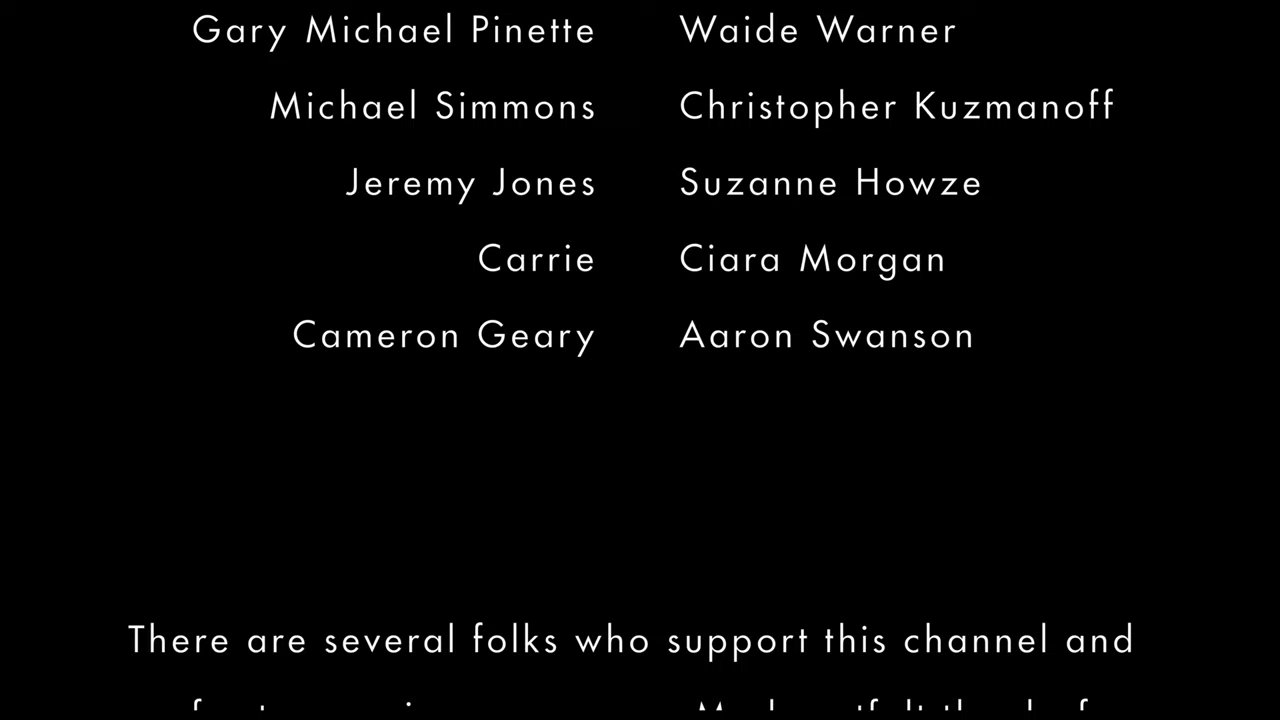 Gary Michael Pinette Waide Warner
Michael Simmons Christopher Kuzmanoff
Jeremy Jones Suzanne Howze
Carrie Ciara Morgan
Cameron Geary Aaron Swanson
There are several folks who support this channel and